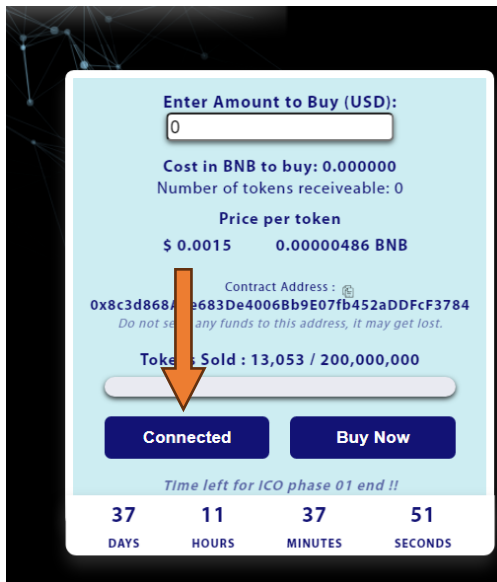 Enter Amount to Buy (USD):
0
Cost in BNB to buy: 0.000000
Number of tokens receiveable: 0
Price per token
$ 0.0015 0.00000486 BNB
Contract Address :
Do not any funds to this address, it may get lost.
Sold : 13,053 / 200,000,000
Connected Buy Now
Time left for ICO phase 01 end !!
37 11 37 51
DAYS HOURS MINUTES SECONDS